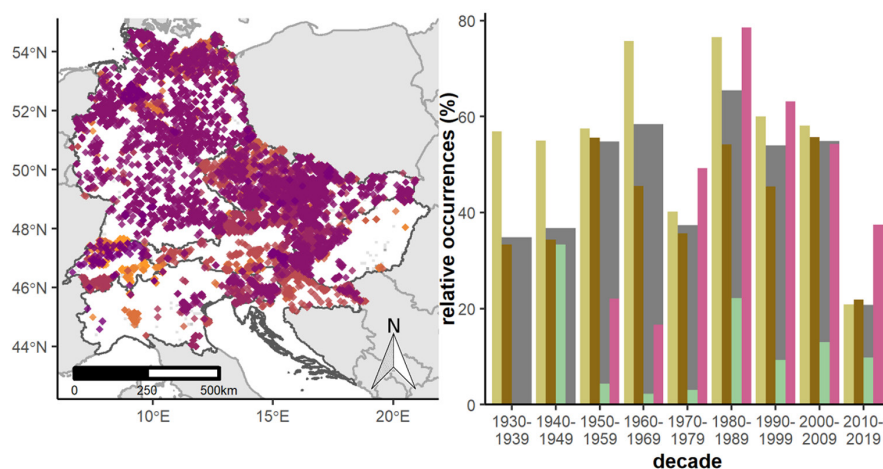 54°N
52°N
50°N
48°N
46°N
44°N
N
0 250 500km
10°E 15°E 20°E
relative occurrences (%)
80
60
40
20
0
1930-1939
1940-1949
1950-1959
1960-1969
1970-1979
1980-1989
1990-1999
2000-2009
2010-2019
decade